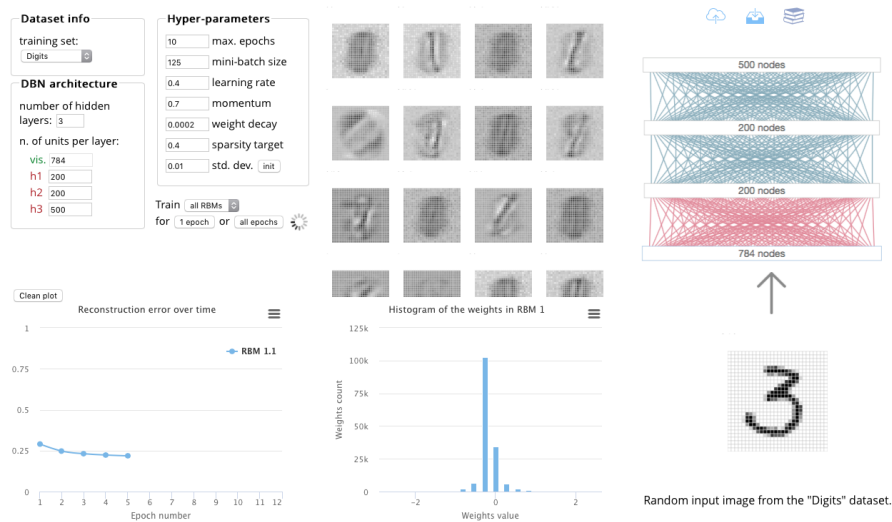 Dataset info
training set:
Digits
DBN architecture
number of hidden
layers: 3
n. of units per layer:
vis. 784
h1 200
h2 200
h3 500
Hyper-parameters
10 max. epochs
125 mini-batch size
0.4 learning rate
0.7 momentum
0.0002 weight decay
0.4 sparsity target
0.01 std. dev. init
Train all RBMs
for 1 epoch or all epochs
500 nodes
200 nodes
200 nodes
784 nodes
Clean plot
Reconstruction error over time
1
0.75
0.5
0.25
0
RBM 1.1
1 2 3 4 5 6 7 8 9 10 11 12
Epoch number
Histogram of the weights in RBM 1
Weights count
125k
100k
75k
50k
25k
0
-2 0 2
Weights value
3
Random input image from the "Digits" dataset.